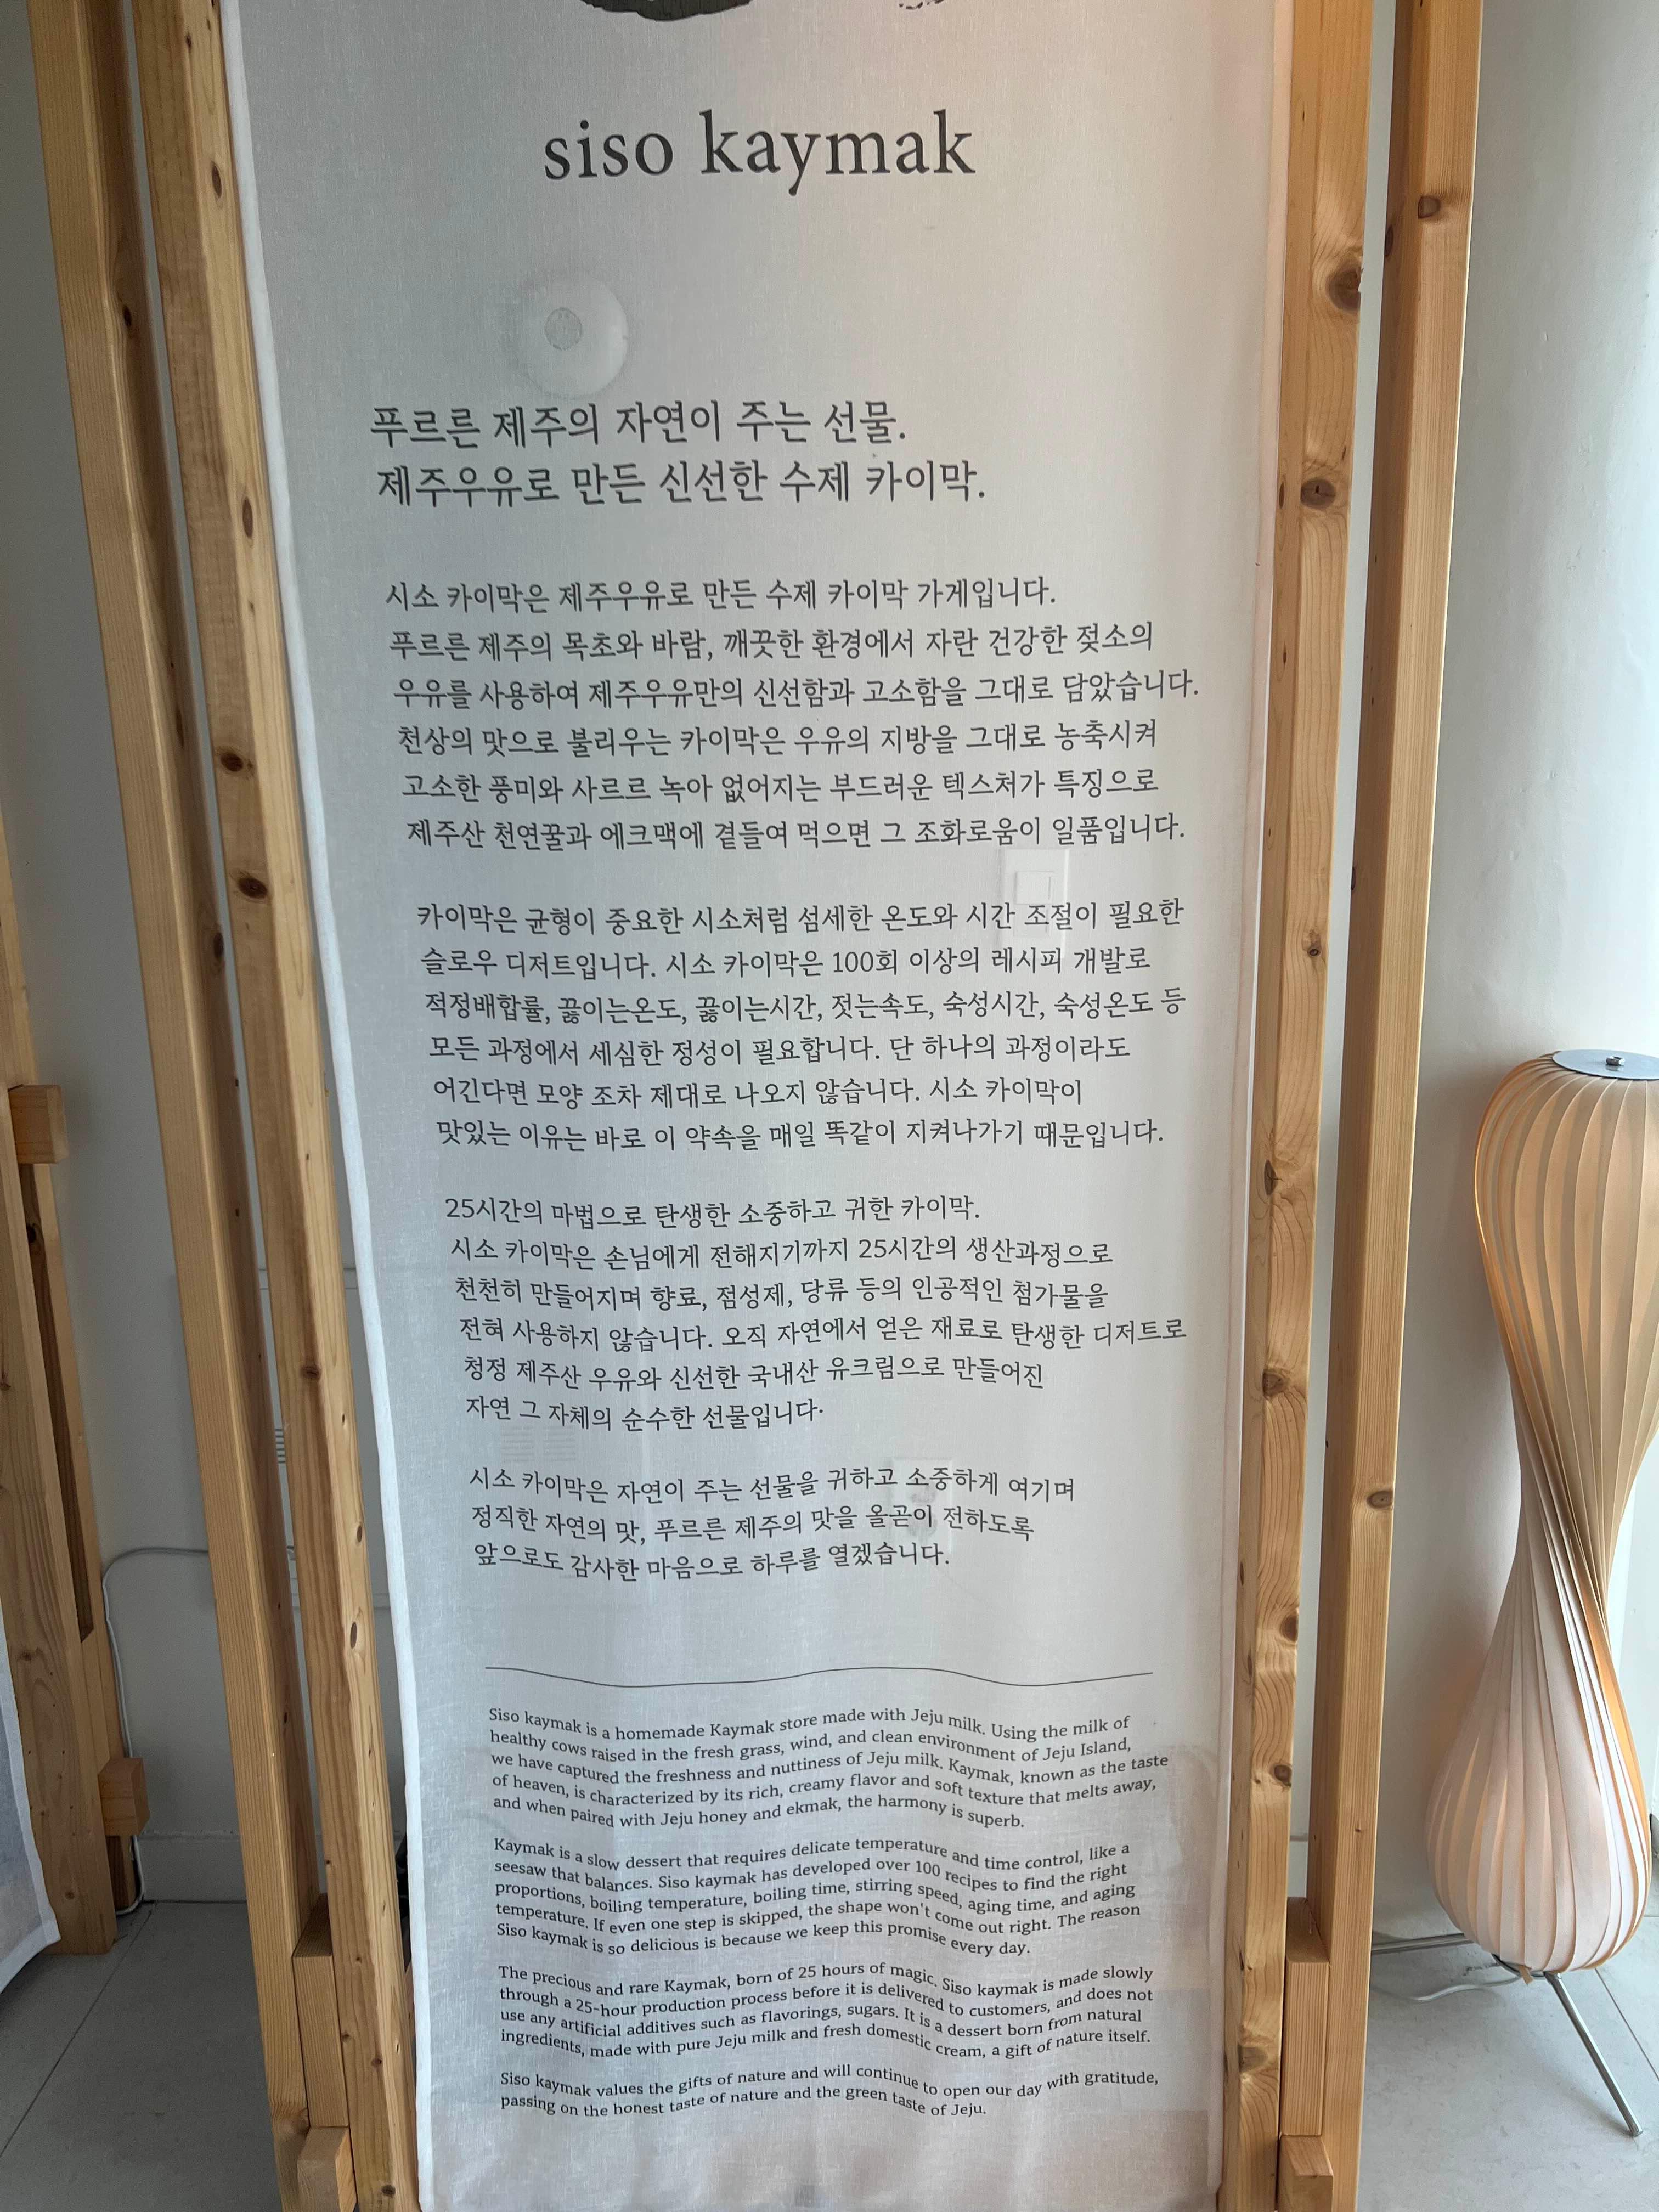 siso kaymak
푸르른 제주의 자연이 주는 선물.
제주우유로 만든 신선한 수제 카이막.
시소 카이막은 제주우유로 만든 수제 카이막 가게입니다.
푸르른 제주의 목초와 바람, 깨끗한 환경에서 자란 건강한 젖소의
우유를 사용하여 제주우유만의 신선함과 고소함을 그대로 담았습니다.
천상의 맛으로 불리우는 카이막은 우유의 지방을 그대로 농축시켜
고소한 풍미와 사르르 녹아 없어지는 부드러운 텍스처가 특징으로
제주산 천연꿀과 에크맥에 곁들여 먹으면 그 조화로움이 일품입니다.
카이막은 균형이 중요한 시소처럼 섬세한 온도와 시간 조절이 필요한
슬로우 디저트입니다. 시소 카이막은 100회 이상의 레시피 개발로
적정배합률, 끓이는온도, 끓이는시간, 젓는속도, 숙성시간, 숙성온도 등
모든 과정에서 세심한 정성이 필요합니다. 단 하나의 과정이라도
어긴다면 모양 조차 제대로 나오지 않습니다. 시소 카이막이
맛있는 이유는 바로 이 약속을 매일 똑같이 지켜나가기 때문입니다.
25시간의 마법으로 탄생한 소중하고 귀한 카이막.
시소 카이막은 손님에게 전해지기까지 25시간의 생산과정으로
천천히 만들어지며 향료, 점성제, 당류 등의 인공적인 첨가물을
전혀 사용하지 않습니다. 오직 자연에서 얻은 재료로 탄생한 디저트로
청정 제주산 우유와 신선한 국내산 유크림으로 만들어진
자연 그 자체의 순수한 선물입니다.
시소 카이막은 자연이 주는 선물을 귀하고 소중하게 여기며
정직한 자연의 맛, 푸르른 제주의 맛을 올곧이 전하도록
앞으로도 감사한 마음으로 하루를 열겠습니다.
Siso kaymak is a homemade Kaymak store made with Jeju milk. Using the milk of
healthy cows raised in the fresh grass, wind, and clean environment of Jeju Island,
we have captured the freshness and nuttiness of Jeju milk. Kaymak, known as the taste
of heaven, is characterized by its rich, creamy flavor and soft texture that melts away,
and when paired with Jeju honey and ekmak, the harmony is superb.
Kaymak is a slow dessert that requires delicate temperature and time control, like a
seesaw that balances. Siso kaymak has developed over 100 recipes to find the right
proportions, boiling temperature, boiling time, stirring speed, aging time, and aging
temperature. If even one step is skipped, the shape won't come out right. The reason
Siso kaymak is so delicious is because we keep this promise every day.
The precious and rare Kaymak, born of 25 hours of magic. Siso kaymak is made slowly
through a 25-hour production process before it is delivered to customers, and does not
use any artificial additives such as flavorings, sugars. It is a dessert born from natural
ingredients, made with pure Jeju milk and fresh domestic cream, a gift of nature itself.
Siso kaymak values the gifts of nature and will continue to open our day with gratitude,
passing on the honest taste of nature and the green taste of Jeju.